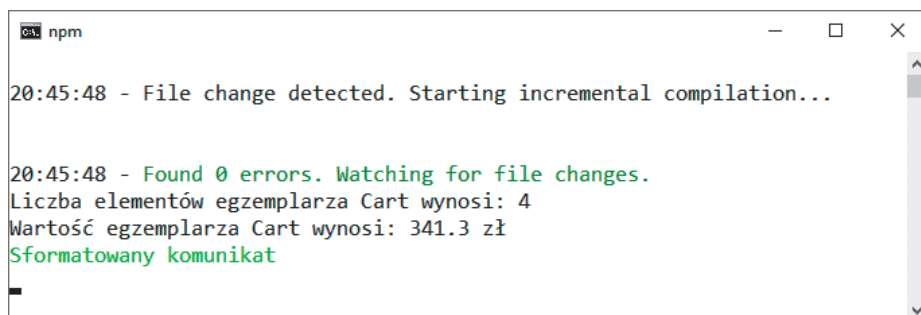 npm
20:45:48 - File change detected. Starting incremental compilation...
20:45:48 - Found 0 errors. Watching for file changes.
Liczba elementów egzemplarza Cart wynosi: 4
Wartość egzemplarza Cart wynosi: 341.3 zł
Sformatowany komunikat